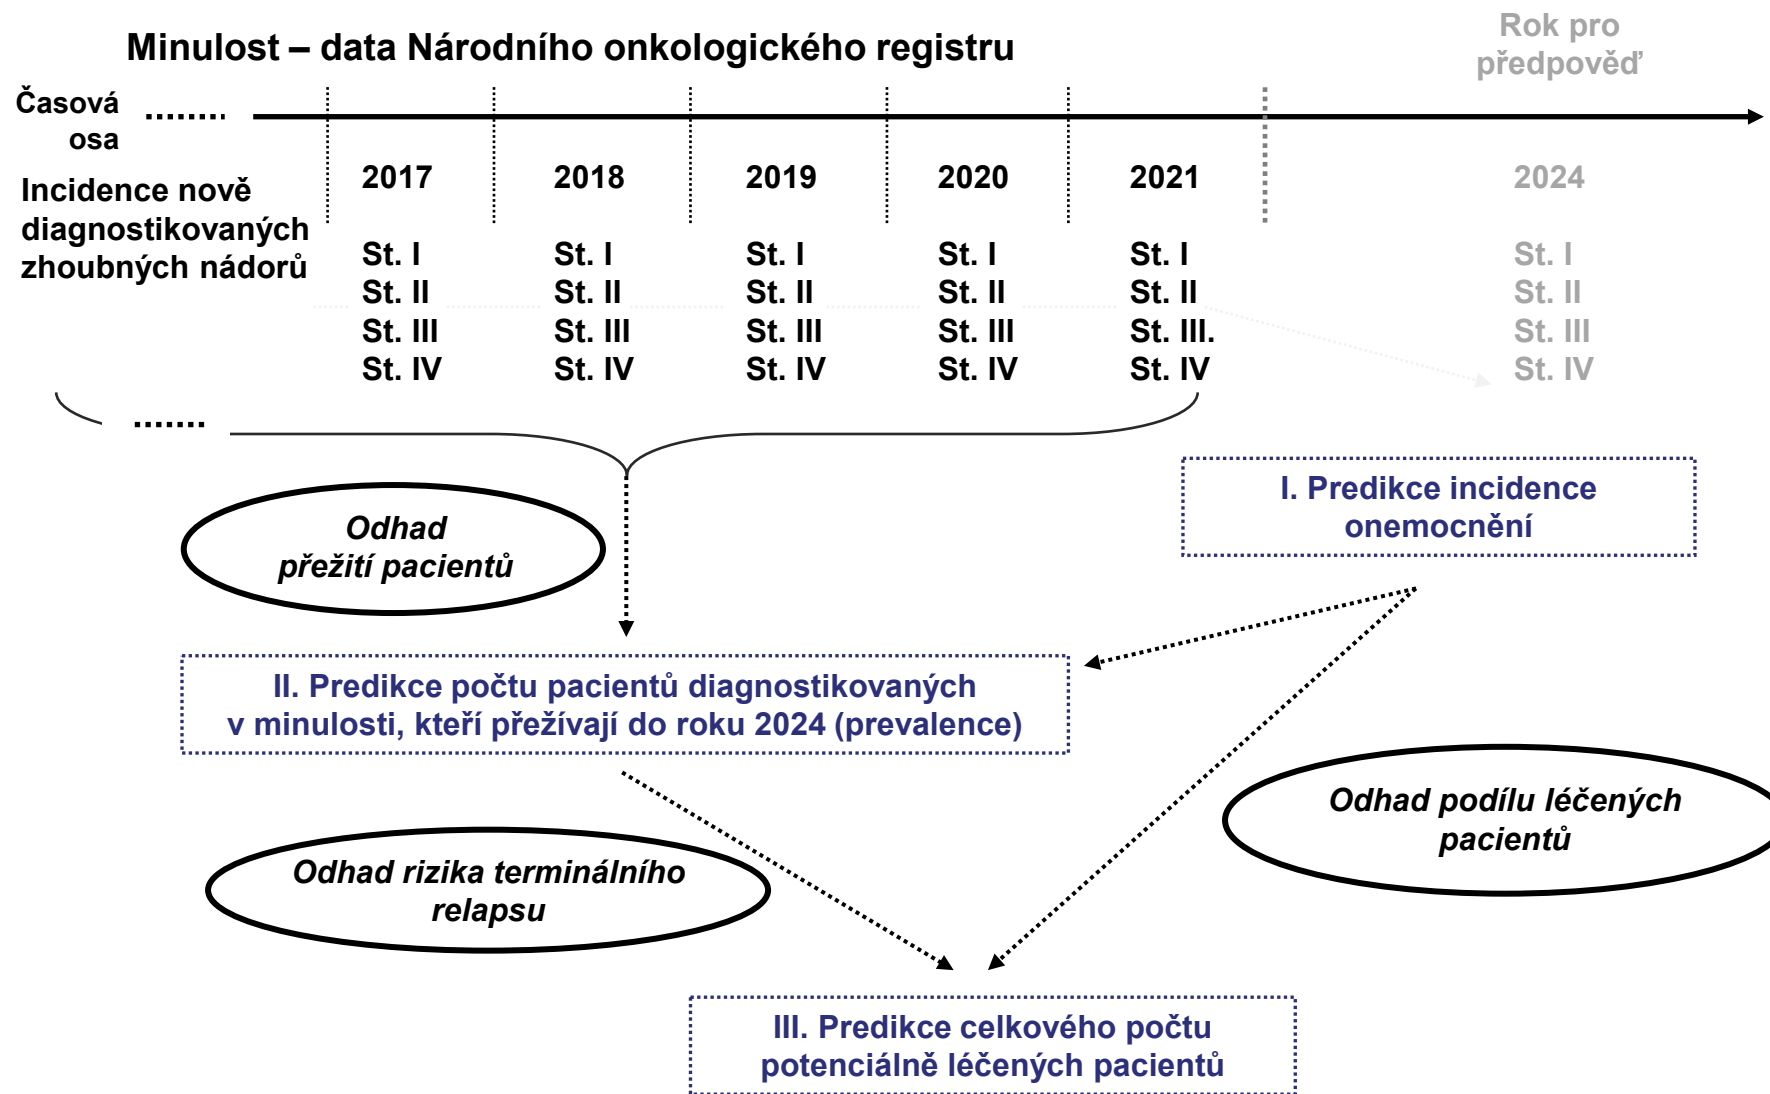 Minulost – data Národního onkologického registru
Rok pro
předpověď
Časová
osa
........
Incidence nově
diagnostikovaných
zhoubných nádorů
2017
2018
2019
2020
2021
2024
St. I
St. II
St. III
St. IV
St. I
St. II
St. III
St. IV
St. I
St. II
St. III
St. IV
St. I
St. II
St. III
St. IV
St. I
St. II
St. III.
St. IV
St. I
St. II
St. III
St. IV
.......
I. Predikce incidence
onemocnění
Odhad
přežití pacientů
II. Predikce počtu pacientů diagnostikovaných
v minulosti, kteří přežívají do roku 2024 (prevalence)
Odhad podílu léčených
pacientů
Odhad rizika terminálního
relapsu
III. Predikce celkového počtu
potenciálně léčených pacientů